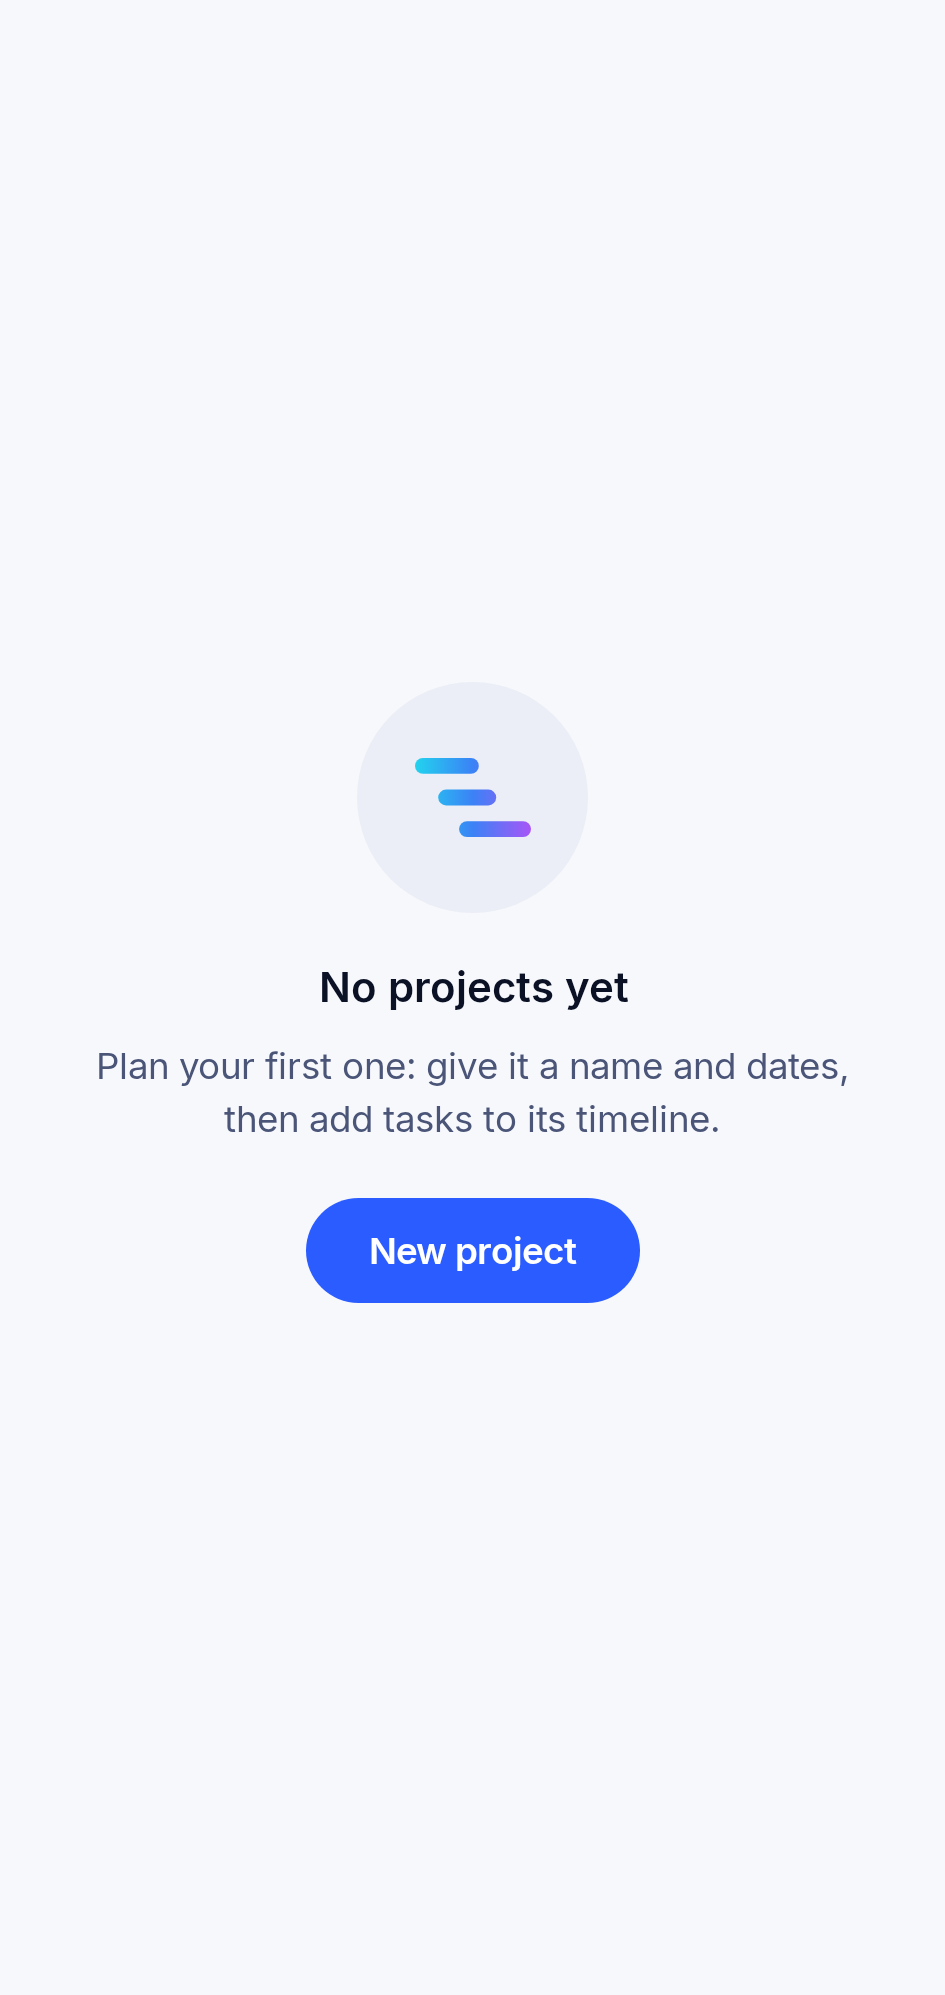 No projects yet
Plan your first one: give it a name and dates,
then add tasks to its timeline.
New project